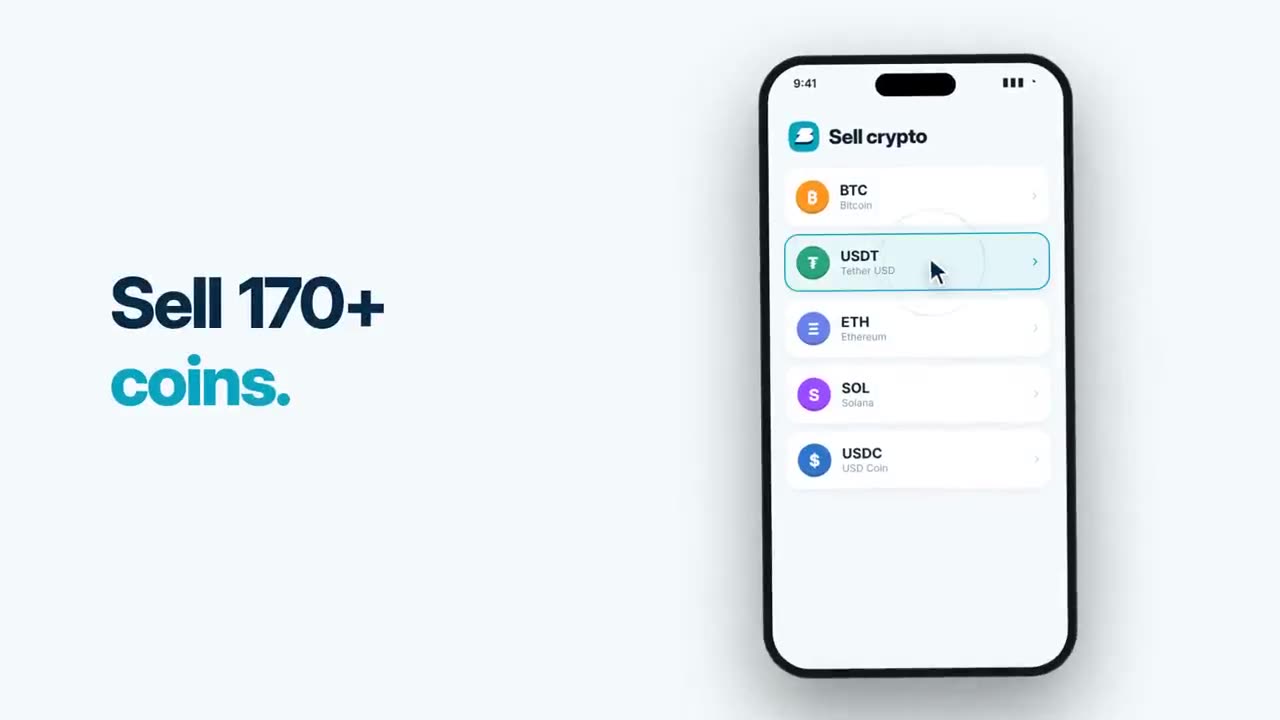 Sell 170+
coins.
9:41
Sell crypto
BTC
Bitcoin
USDT
Tether USD
ETH
Ethereum
SOL
Solana
USDC
USD Coin